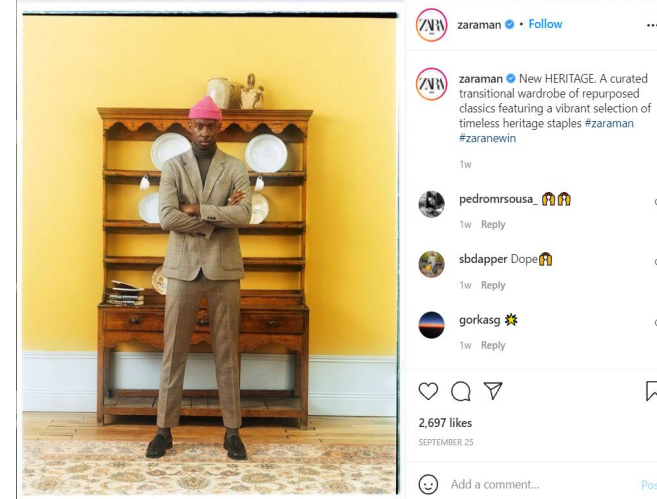 zaraman • Follow
zaraman New HERITAGE. A curated
transitional wardrobe of repurposed
classics featuring a vibrant selection of
timeless heritage staples #zaraman
#zaranewin
1w
pedromrsousa_ 🙌🙌
1w Reply
sbdapper Dope🙌
1w Reply
gorkasg 💥
1w Reply
2,697 likes
SEPTEMBER 25
Add a comment...